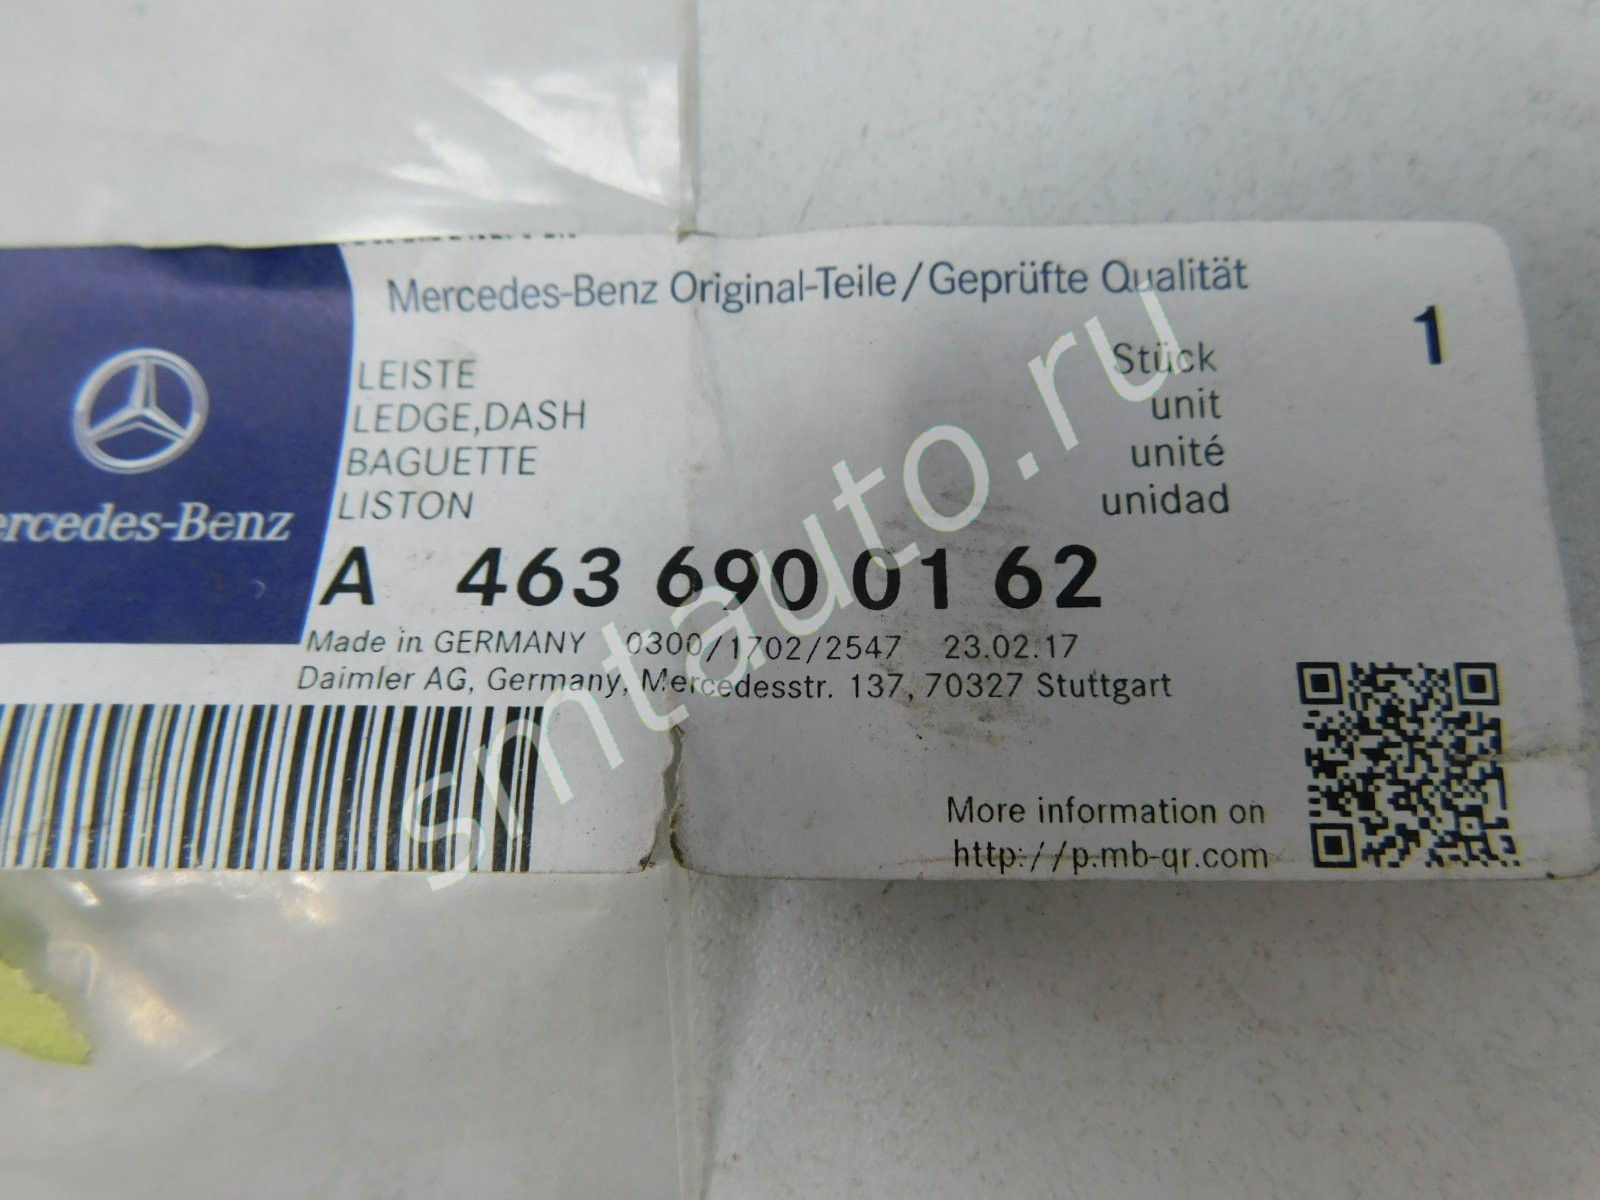 Mercedes-Benz Original-Teile/Geprüfte Qualität
1
LEISTE
LEDGE,DASH
BAGUETTE
LISTON
Stück
unit
unité
unidad
ercedes-Benz
A 463 690 01 62
Made in GERMANY 0300/1702/2547 23.02.17
Daimler AG, Germany, Mercedesstr. 137, 70327 Stuttgart
More information on
http://p.mb-qr.com
smtauto.ru